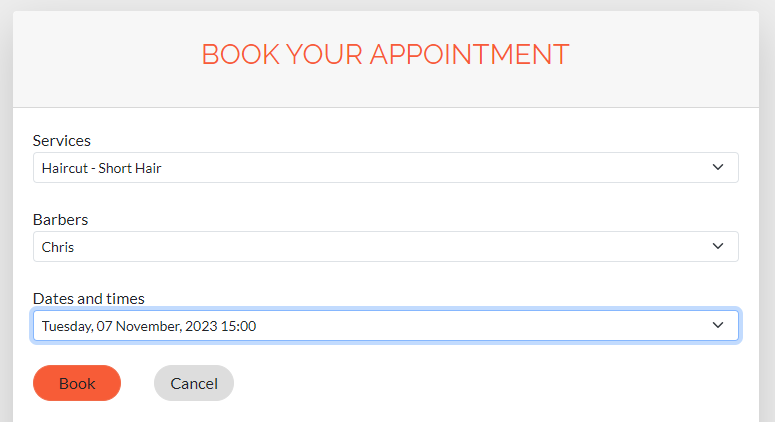 BOOK YOUR APPOINTMENT
Services
Haircut - Short Hair
Barbers
Chris
Dates and times
Tuesday, 07 November, 2023 15:00
Book Cancel